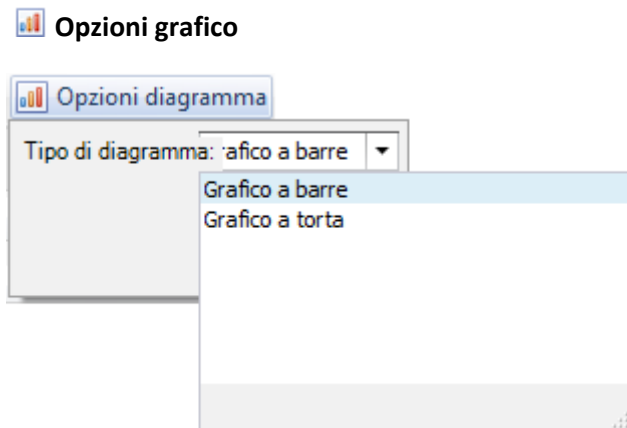 Opzioni grafico
Opzioni diagramma
Tipo di diagramma: rafico a barre
Grafico a barre
Grafico a torta